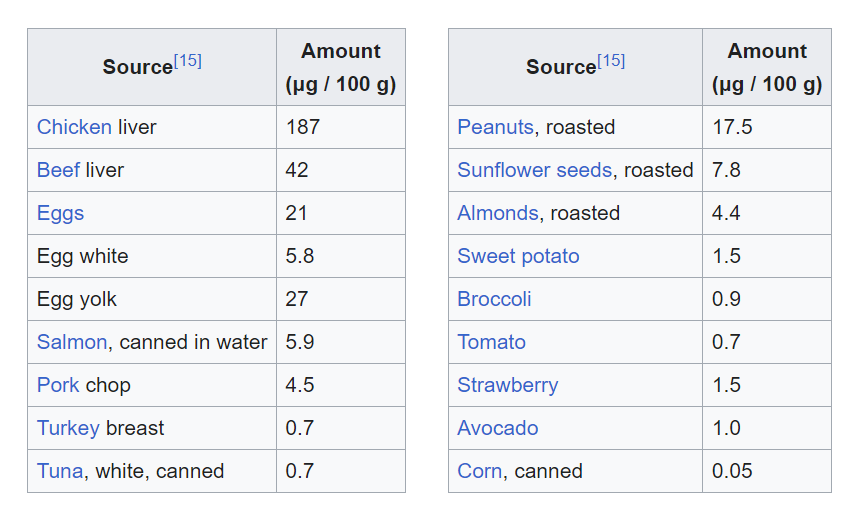 Source[15] Amount
(μg / 100 g)
Chicken liver 187
Beef liver 42
Eggs 21
Egg white 5.8
Egg yolk 27
Salmon, canned in water 5.9
Pork chop 4.5
Turkey breast 0.7
Tuna, white, canned 0.7
Source[15] Amount
(μg / 100 g)
Peanuts, roasted 17.5
Sunflower seeds, roasted 7.8
Almonds, roasted 4.4
Sweet potato 1.5
Broccoli 0.9
Tomato 0.7
Strawberry 1.5
Avocado 1.0
Corn, canned 0.05